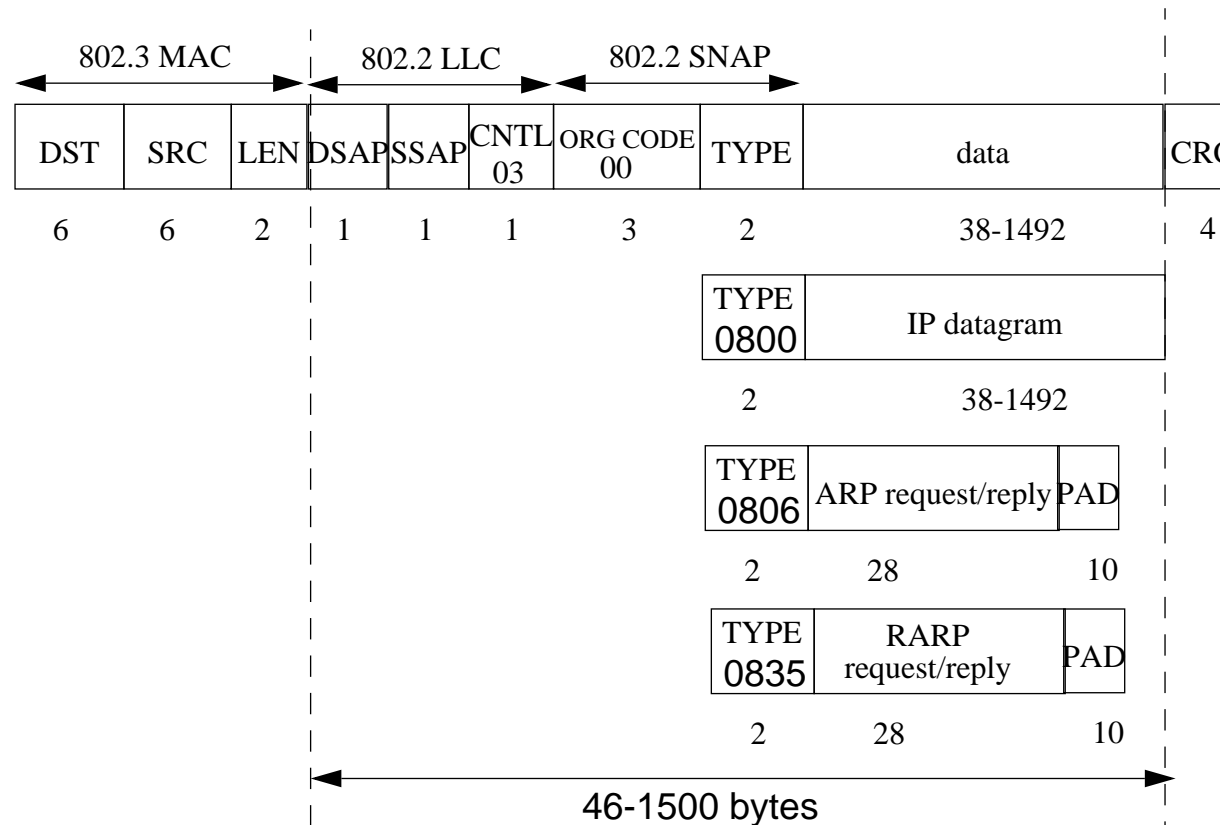 802.3 MAC 802.2 LLC 802.2 SNAP
DST SRC LEN DSAP SSAP CNTL 03 ORG CODE 00 TYPE data CRC
6 6 2 1 1 1 3 2 38-1492 4
TYPE 0800 IP datagram
2 38-1492
TYPE 0806 ARP request/reply PAD
2 28 10
TYPE 0835 RARP request/reply PAD
2 28 10
46-1500 bytes